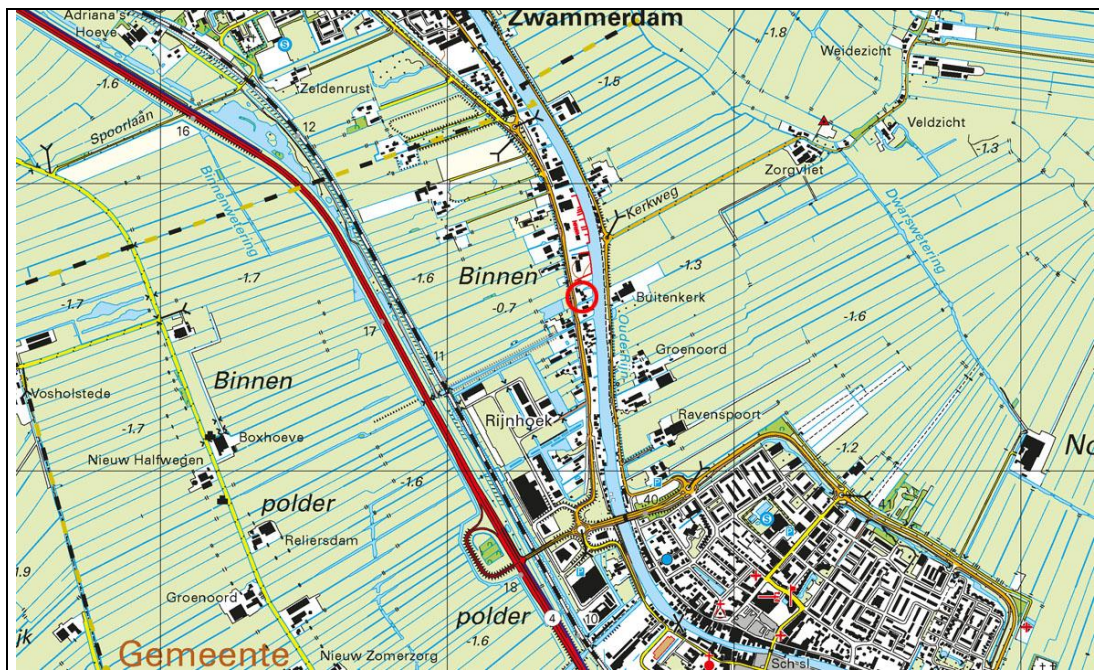 Zwammerdam
Adriana's
Hoeve
-1.8
Weidezicht
-1.6
-1.5
Zeldenrust
Spoorlaan
16
12
Veldzicht
-1.3
Zorgvliet
Binnenwetering
Kerkweg
Dwarswetering
-1.7
-1.6
Binnen
-1.3
-1.7
-0.7
Buitenkerk
-1.6
17
Oude Rijn
11
Groenoord
Binnen
Vosholstede
Rijnhoek
Ravenspoort
-1.7
Boxhoeve
-1.2
No
Nieuw Halfwegen
-1.6
polder
40
41
S
P
Reliersdam
18
Groenoord
polder
4
10
-1.6
Gemeente
Nieuw Zomerzorg
Sch-sl